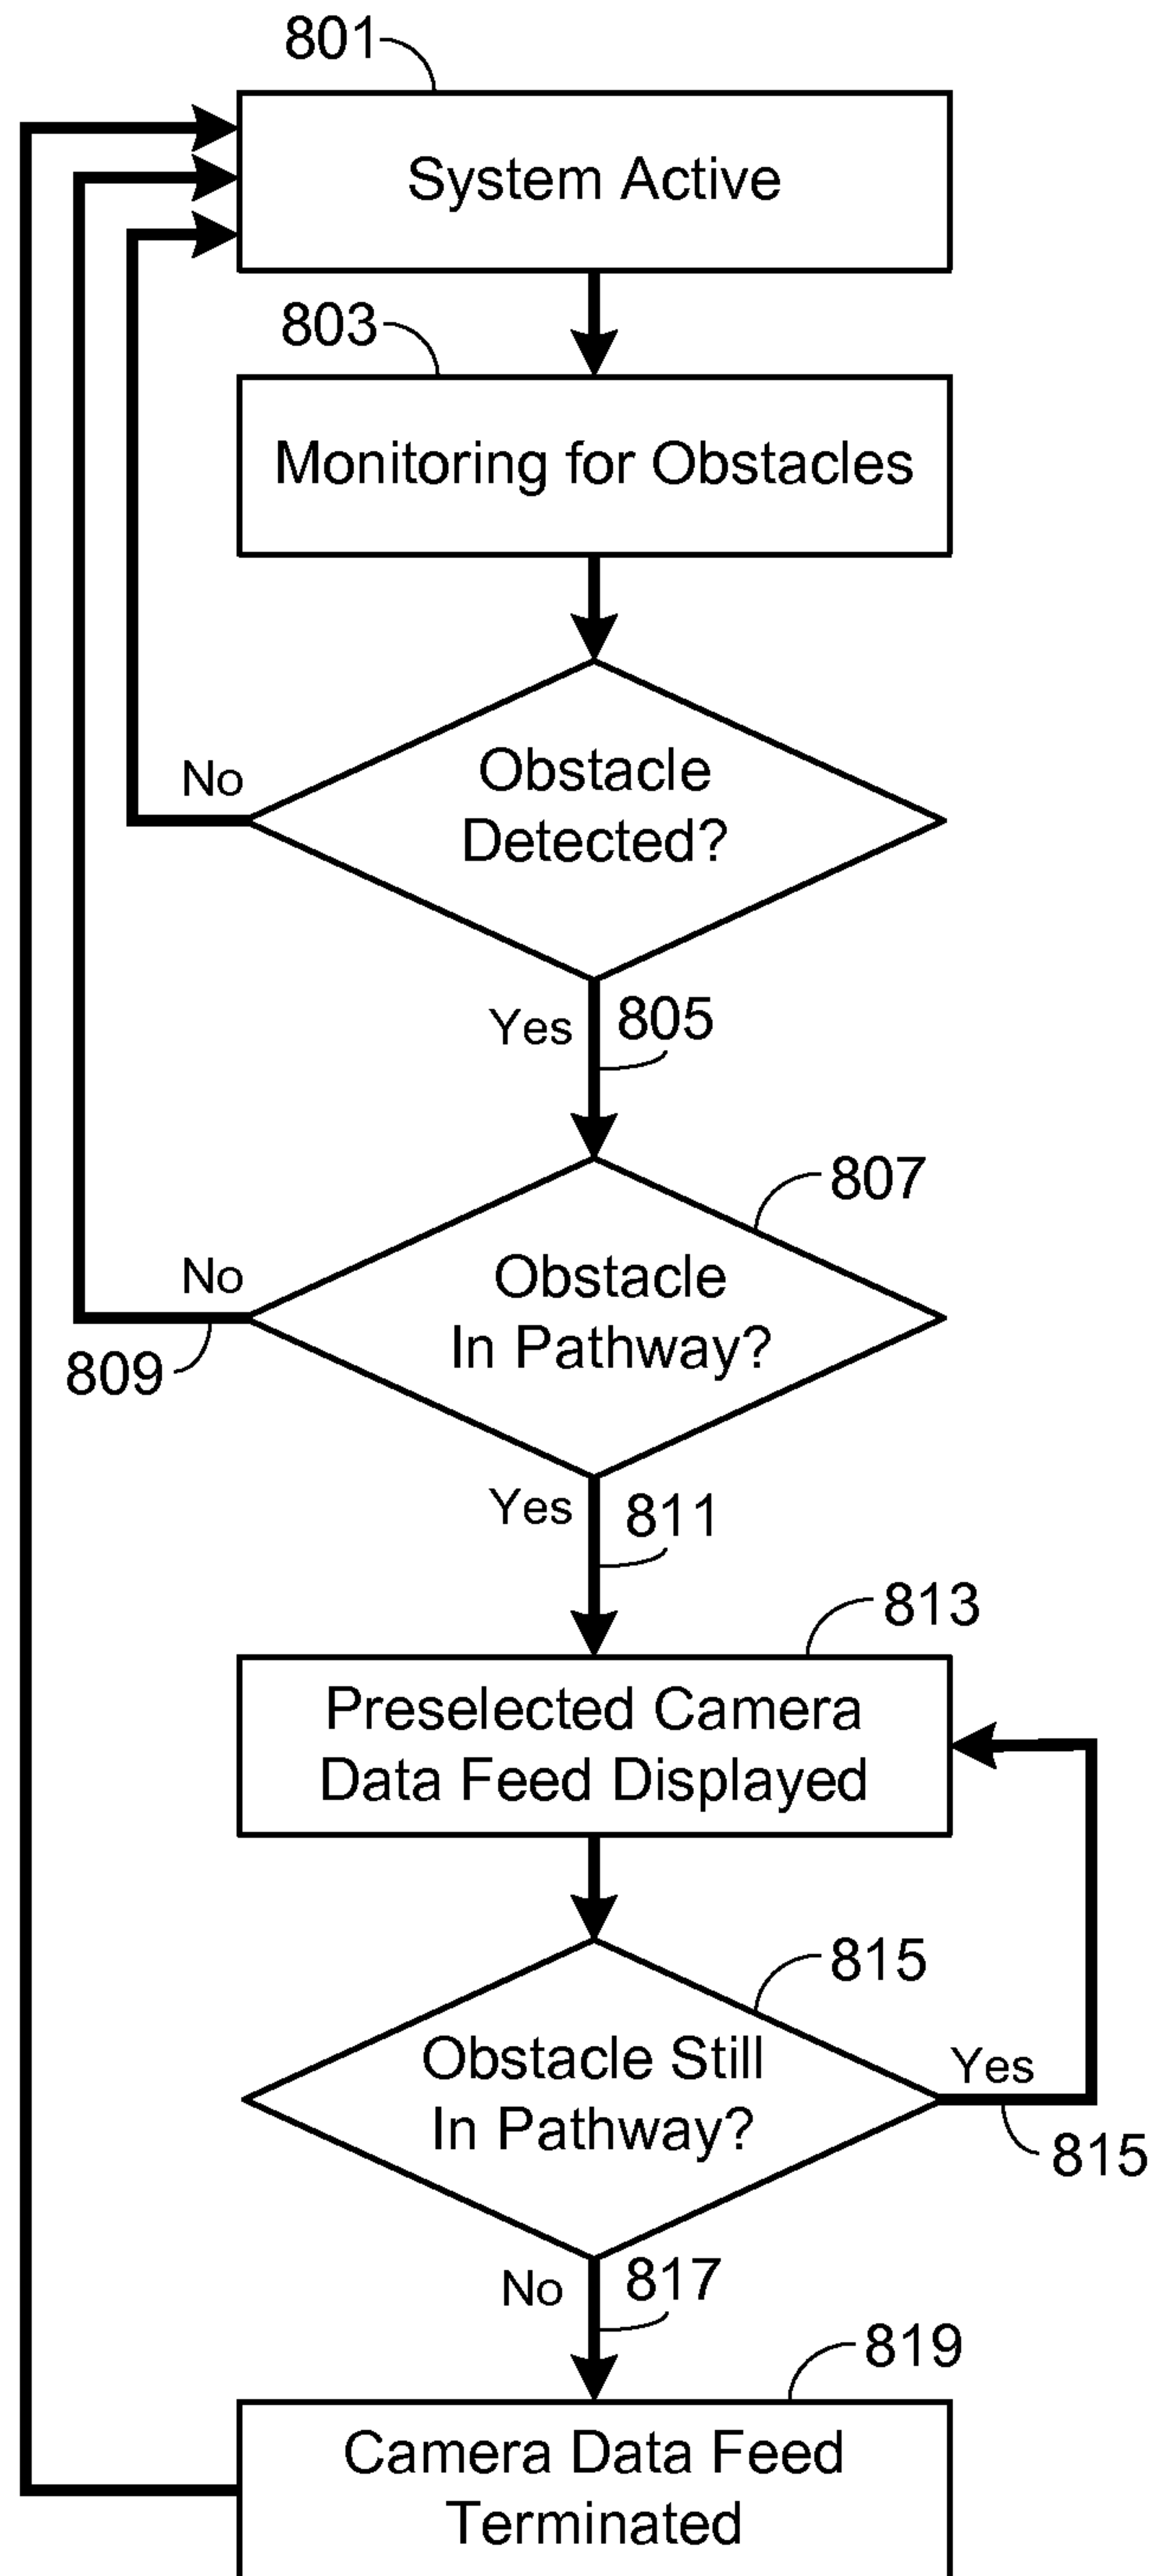 801
System Active
803
Monitoring for Obstacles
Obstacle
Detected?
No
Yes
805
807
Obstacle
In Pathway?
No
809
Yes
811
813
Preselected Camera
Data Feed Displayed
815
Obstacle Still
In Pathway?
Yes
815
No
817
819
Camera Data Feed
Terminated